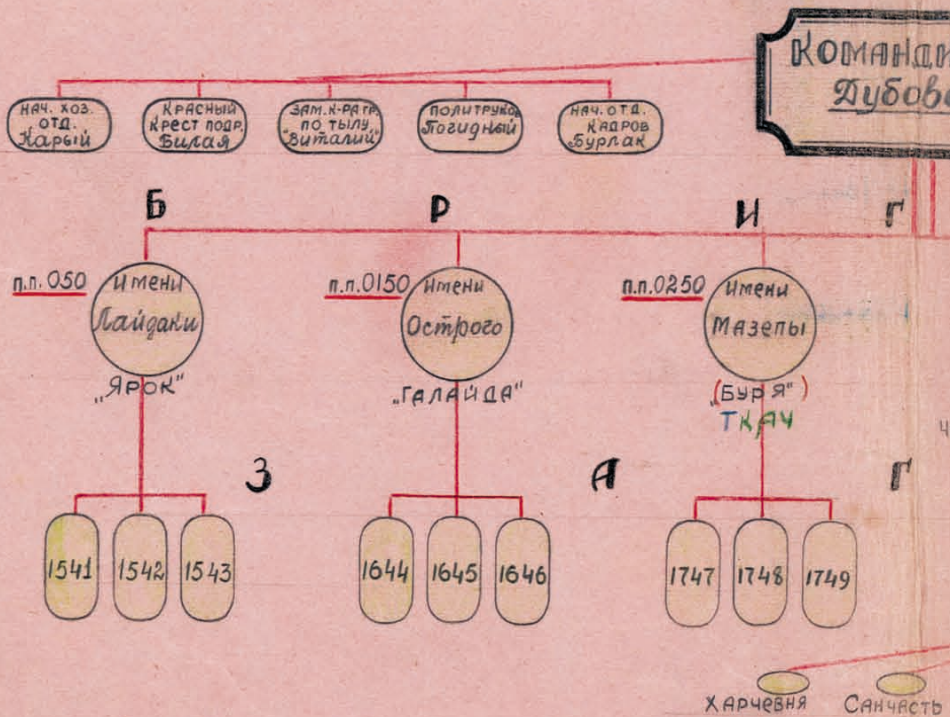 КОМАНДИ
Дубов
НАЧ. ХОЗ.
ОТД.
Карый
КРАСНЫЙ
КРЕСТ ПОДР.
Билая
ЗАМ. К-РА ГР.
ПО ТЫЛУ
"Виталий"
ПОЛИТРУК
Погидный
НАЧ. ОТД.
КАДРОВ
Бурлак
Б Р И Г
п.п. 050
имени
Лайдаки
„ЯРОК"
п.п. 0150
имени
Острого
„ГАЛАЙДА"
п.п. 0250
имени
Мазепы
(„БУРЯ")
ТКАЧ
З А Г
1541 1542 1543
1644 1645 1646
1747 1748 1749
ХАРЧЕВНЯ САНЧАСТЬ